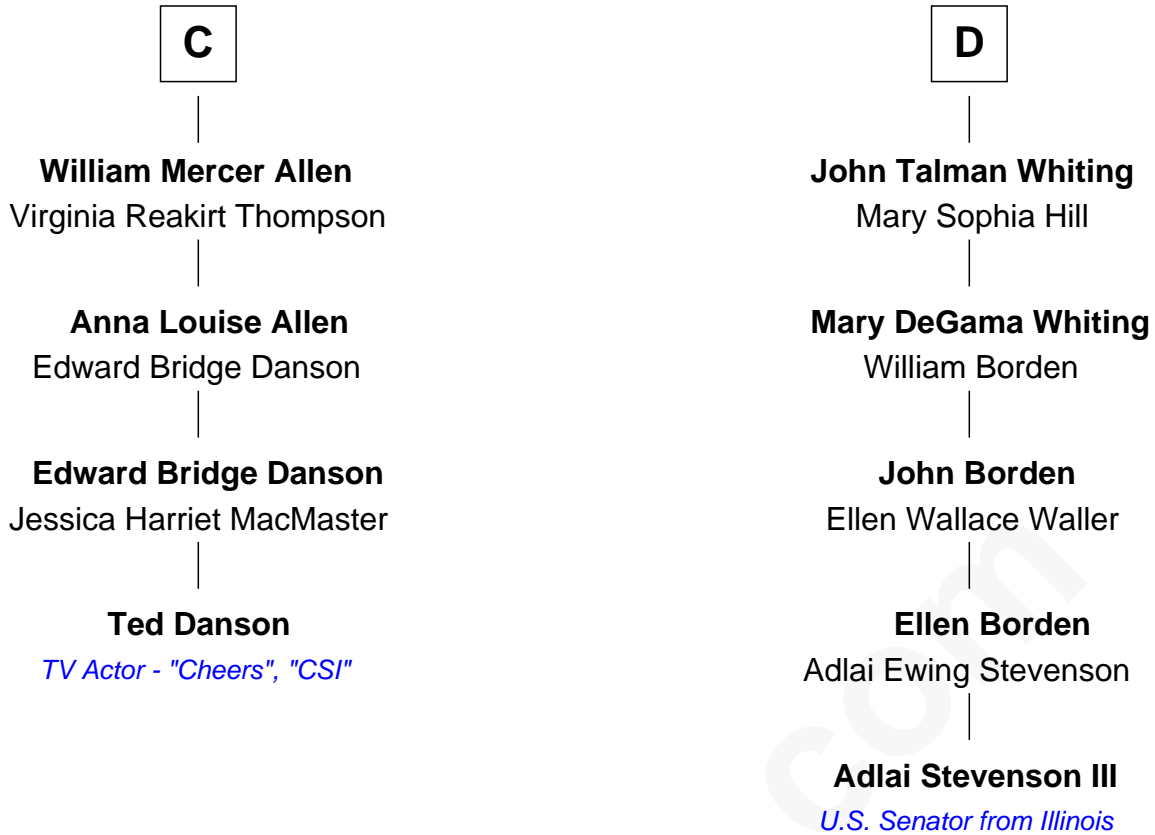 C
William Mercer Allen
Virginia Reakirt Thompson
Anna Louise Allen
Edward Bridge Danson
Edward Bridge Danson
Jessica Harriet MacMaster
Ted Danson
TV Actor - "Cheers", "CSI"
D
John Talman Whiting
Mary Sophia Hill
Mary DeGama Whiting
William Borden
John Borden
Ellen Wallace Waller
Ellen Borden
Adlai Ewing Stevenson
Adlai Stevenson III
U.S. Senator from Illinois
com